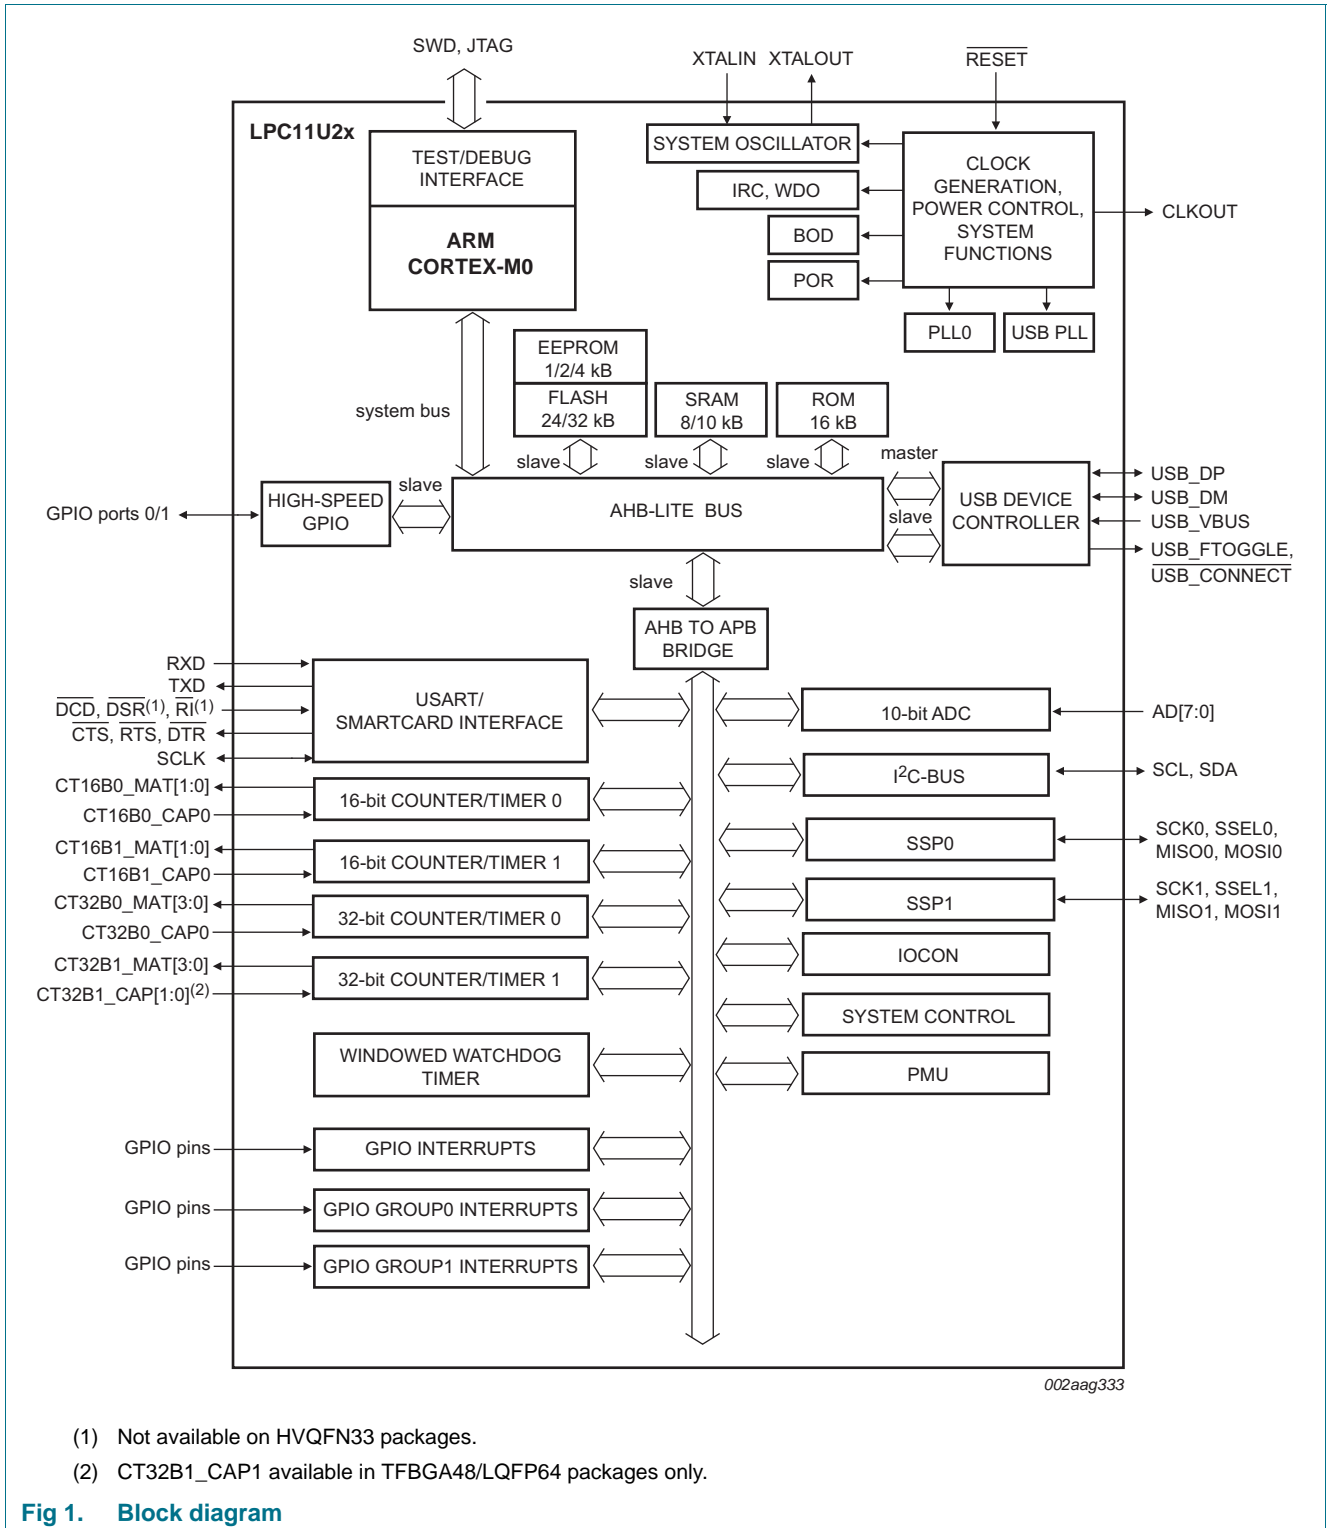 SWD, JTAG
XTALIN XTALOUT
RESET
LPC11U2x
TEST/DEBUG
INTERFACE
ARM
CORTEX-M0
SYSTEM OSCILLATOR
IRC, WDO
BOD
POR
CLOCK
GENERATION,
POWER CONTROL,
SYSTEM
FUNCTIONS
CLKOUT
PLL0
USB PLL
EEPROM
1/2/4 kB
FLASH
24/32 kB
SRAM
8/10 kB
ROM
16 kB
system bus
slave
slave
slave
master
slave
HIGH-SPEED
GPIO
GPIO ports 0/1
AHB-LITE BUS
slave
USB DEVICE
CONTROLLER
USB_DP
USB_DM
USB_VBUS
USB_FTOGGLE,
USB_CONNECT
slave
AHB TO APB
BRIDGE
RXD
TXD
DCD, DSR(1), RI(1)
CTS, RTS, DTR
SCLK
USART/
SMARTCARD INTERFACE
CT16B0_MAT[1:0]
CT16B0_CAP0
16-bit COUNTER/TIMER 0
CT16B1_MAT[1:0]
CT16B1_CAP0
16-bit COUNTER/TIMER 1
CT32B0_MAT[3:0]
CT32B0_CAP0
32-bit COUNTER/TIMER 0
CT32B1_MAT[3:0]
CT32B1_CAP[1:0](2)
32-bit COUNTER/TIMER 1
WINDOWED WATCHDOG
TIMER
GPIO pins
GPIO INTERRUPTS
GPIO pins
GPIO GROUP0 INTERRUPTS
GPIO pins
GPIO GROUP1 INTERRUPTS
10-bit ADC
AD[7:0]
I2C-BUS
SCL, SDA
SSP0
SCK0, SSEL0,
MISO0, MOSI0
SSP1
SCK1, SSEL1,
MISO1, MOSI1
IOCON
SYSTEM CONTROL
PMU
002aag333
(1) Not available on HVQFN33 packages.
(2) CT32B1_CAP1 available in TFBGA48/LQFP64 packages only.
Fig 1. Block diagram